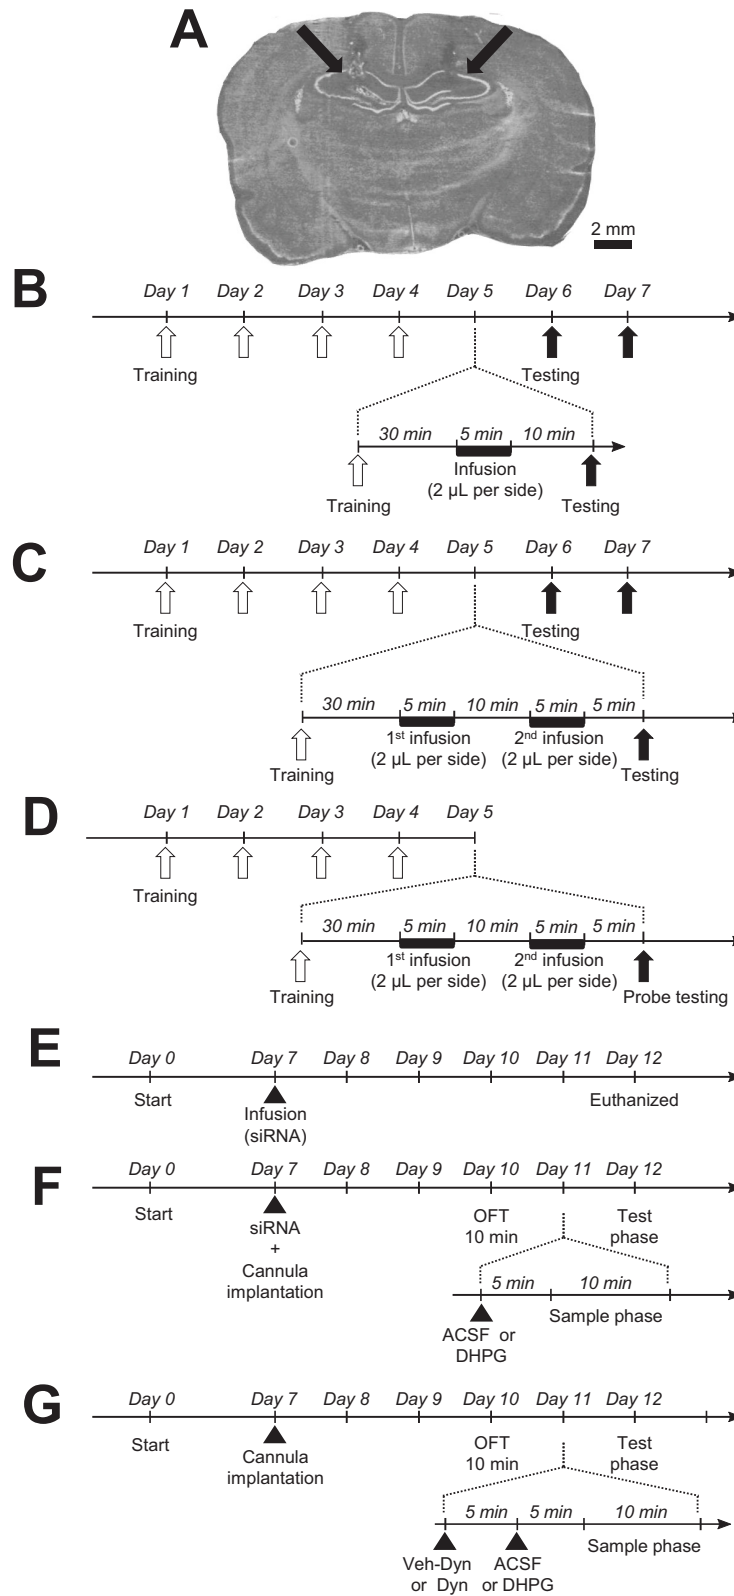 A
2 mm
B
Day 1 Day 2 Day 3 Day 4 Day 5 Day 6 Day 7
Training Testing
30 min 5 min 10 min
Infusion
(2 µL per side)
Training Testing
C
Day 1 Day 2 Day 3 Day 4 Day 5 Day 6 Day 7
Training Testing
30 min 5 min 10 min 5 min 5 min
1st infusion 2nd infusion
(2 µL per side) (2 µL per side)
Training Testing
D
Day 1 Day 2 Day 3 Day 4 Day 5
Training
30 min 5 min 10 min 5 min 5 min
1st infusion 2nd infusion
(2 µL per side) (2 µL per side)
Training Probe testing
E
Day 0 Day 7 Day 8 Day 9 Day 10 Day 11 Day 12
Start Euthanized
Infusion
(siRNA)
F
Day 0 Day 7 Day 8 Day 9 Day 10 Day 11 Day 12
Start OFT Test
siRNA 10 min phase
+
Cannula
implantation
5 min 10 min
Sample phase
ACSF or
DHPG
G
Day 0 Day 7 Day 8 Day 9 Day 10 Day 11 Day 12
Start OFT Test
Cannula 10 min phase
implantation
5 min 5 min 10 min
Sample phase
Veh-Dyn ACSF
or Dyn or DHPG